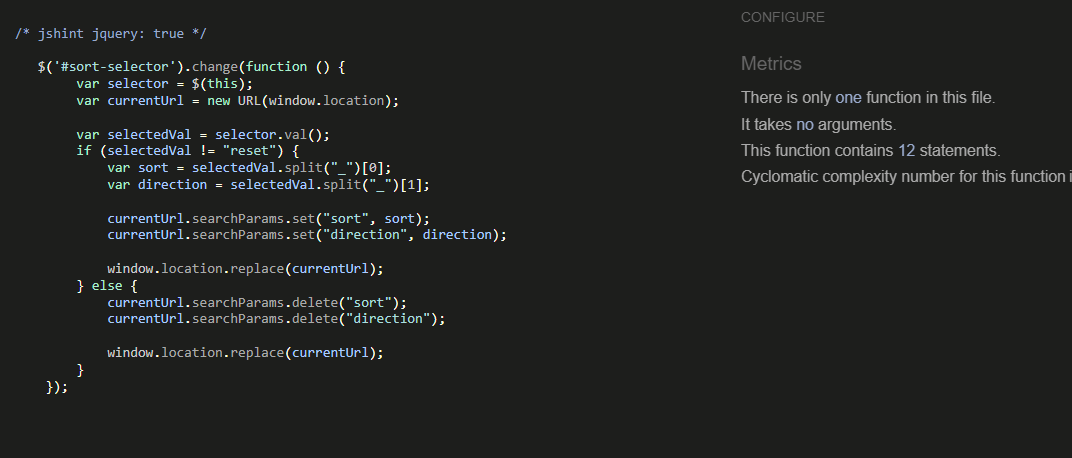 /* jshint jquery: true */
$('#sort-selector').change(function () {
var selector = $(this);
var currentUrl = new URL(window.location);
var selectedVal = selector.val();
if (selectedVal != "reset") {
var sort = selectedVal.split("_")[0];
var direction = selectedVal.split("_")[1];
currentUrl.searchParams.set("sort", sort);
currentUrl.searchParams.set("direction", direction);
window.location.replace(currentUrl);
} else {
currentUrl.searchParams.delete("sort");
currentUrl.searchParams.delete("direction");
window.location.replace(currentUrl);
}
});
CONFIGURE
Metrics
There is only one function in this file.
It takes no arguments.
This function contains 12 statements.
Cyclomatic complexity number for this function i